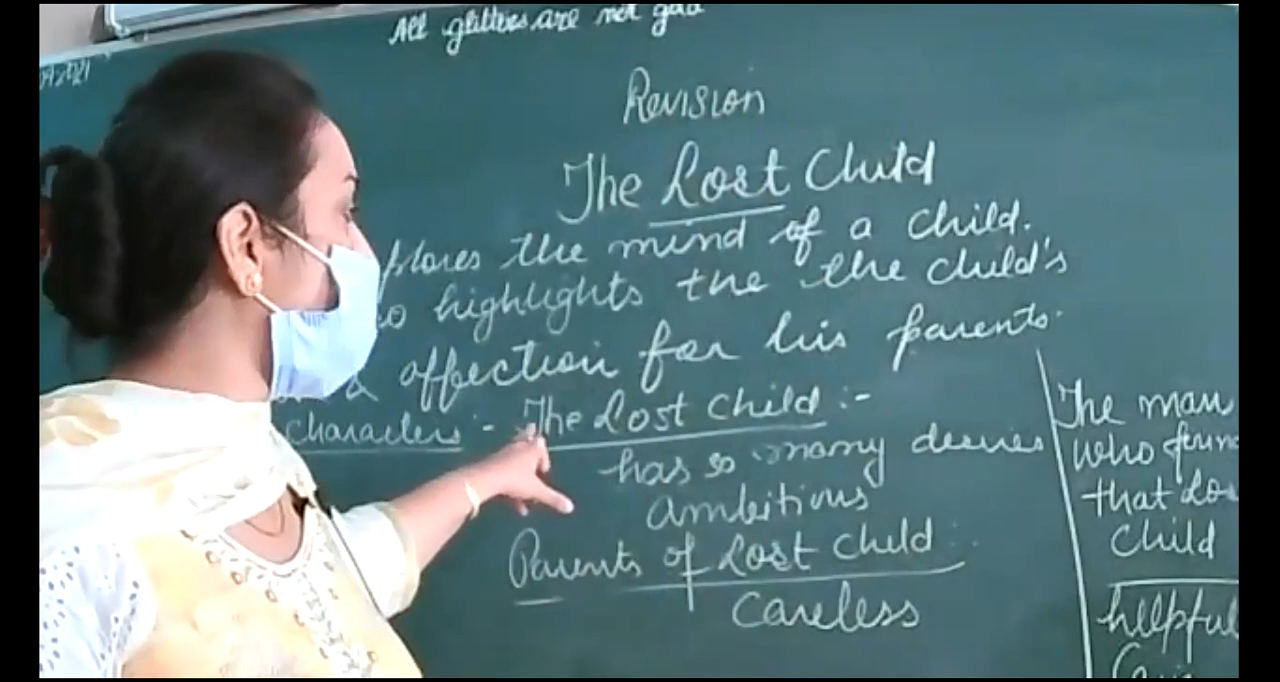 All glitters are not
2021
Revision
The Lost Child
plores the mind of a child.
so highlights the the child's
affection for his parents.
characters :- The Lost Child :-
has so many desires
ambitious
Parents of Lost Child
careless
The man
who foun
that Los
child
helpful